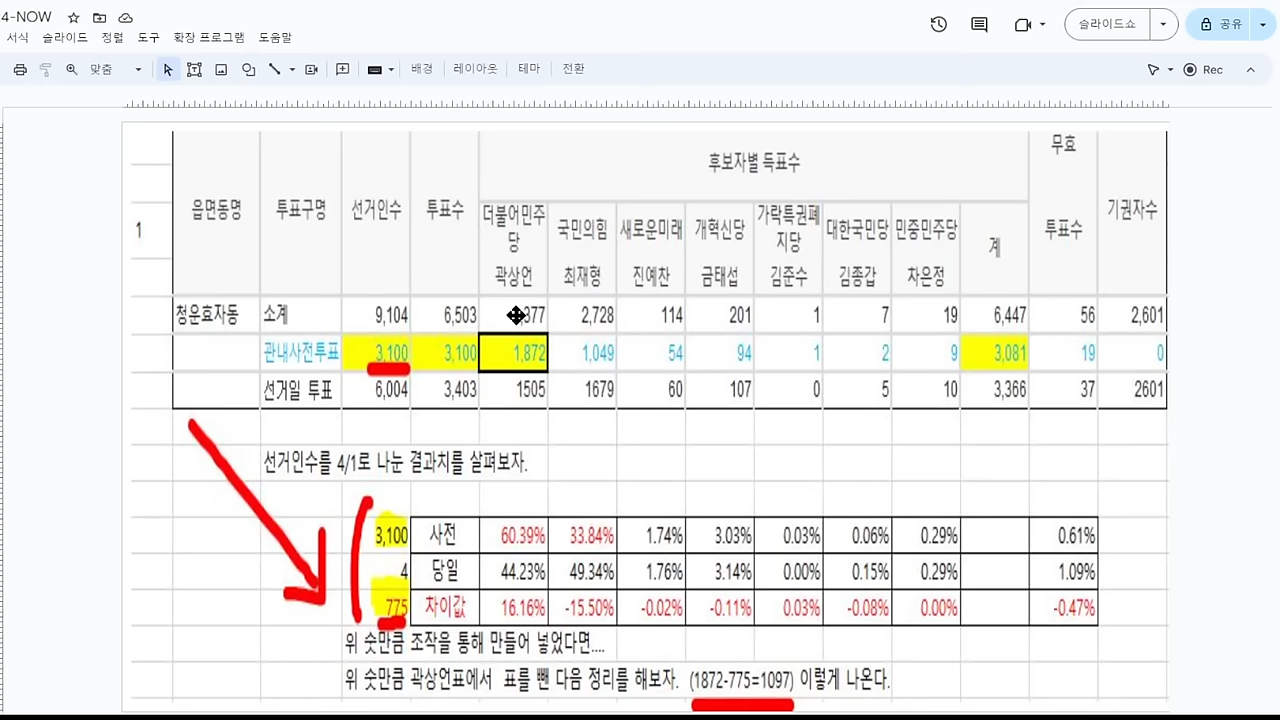 4-NOW
서식 슬라이드 정렬 도구 확장 프로그램 도움말
슬라이드쇼 공유
맞춤 배경 레이아웃 테마 전환 Rec
1 읍면동명 투표구명 선거인수 투표수 후보자별 득표수 무효 투표수 기권자수
더불어민주당 곽상언 국민의힘 최재형 새로운미래 진예찬 개혁신당 금태섭 가락특권폐지당 김준수 대한국민당 김종갑 민중민주당 차은정 계
청운효자동 소계 9,104 6,503 2,728 114 201 1 7 19 6,447 56 2,601
관내사전투표 3,100 3,100 1,872 1,049 54 94 1 2 9 3,081 19 0
선거일 투표 6,004 3,403 1505 1679 60 107 0 5 10 3,366 37 2601
선거인수를 4/1로 나눈 결과치를 살펴보자.
3,100 사전 60.39% 33.84% 1.74% 3.03% 0.03% 0.06% 0.29% 0.61%
4 당일 44.23% 49.34% 1.76% 3.14% 0.00% 0.15% 0.29% 1.09%
775 차이값 16.16% -15.50% -0.02% -0.11% 0.03% -0.08% 0.00% -0.47%
위 숫만큼 조작을 통해 만들어 넣었다면....
위 숫만큼 곽상언표에서 표를 뺀 다음 정리를 해보자. (1872-775=1097) 이렇게 나온다.